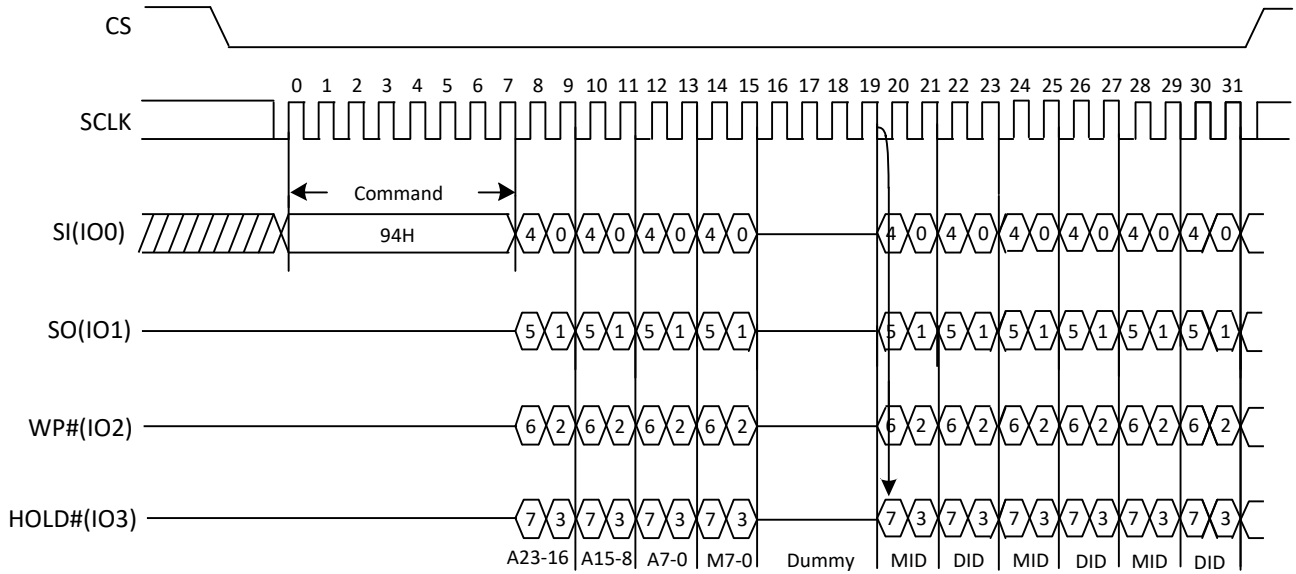 CS
0 1 2 3 4 5 6 7 8 9 10 11 12 13 14 15 16 17 18 19 20 21 22 23 24 25 26 27 28 29 30 31
SCLK
Command
SI(IO0) 94H 4 0 4 0 4 0 4 0 4 0 4 0 4 0 4 0 4 0 4 0
SO(IO1) 5 1 5 1 5 1 5 1 5 1 5 1 5 1 5 1 5 1 5 1
WP#(IO2) 6 2 6 2 6 2 6 2 6 2 6 2 6 2 6 2 6 2 6 2
HOLD#(IO3) 7 3 7 3 7 3 7 3 7 3 7 3 7 3 7 3 7 3 7 3
A23-16 A15-8 A7-0 M7-0 Dummy MID DID MID DID MID DID